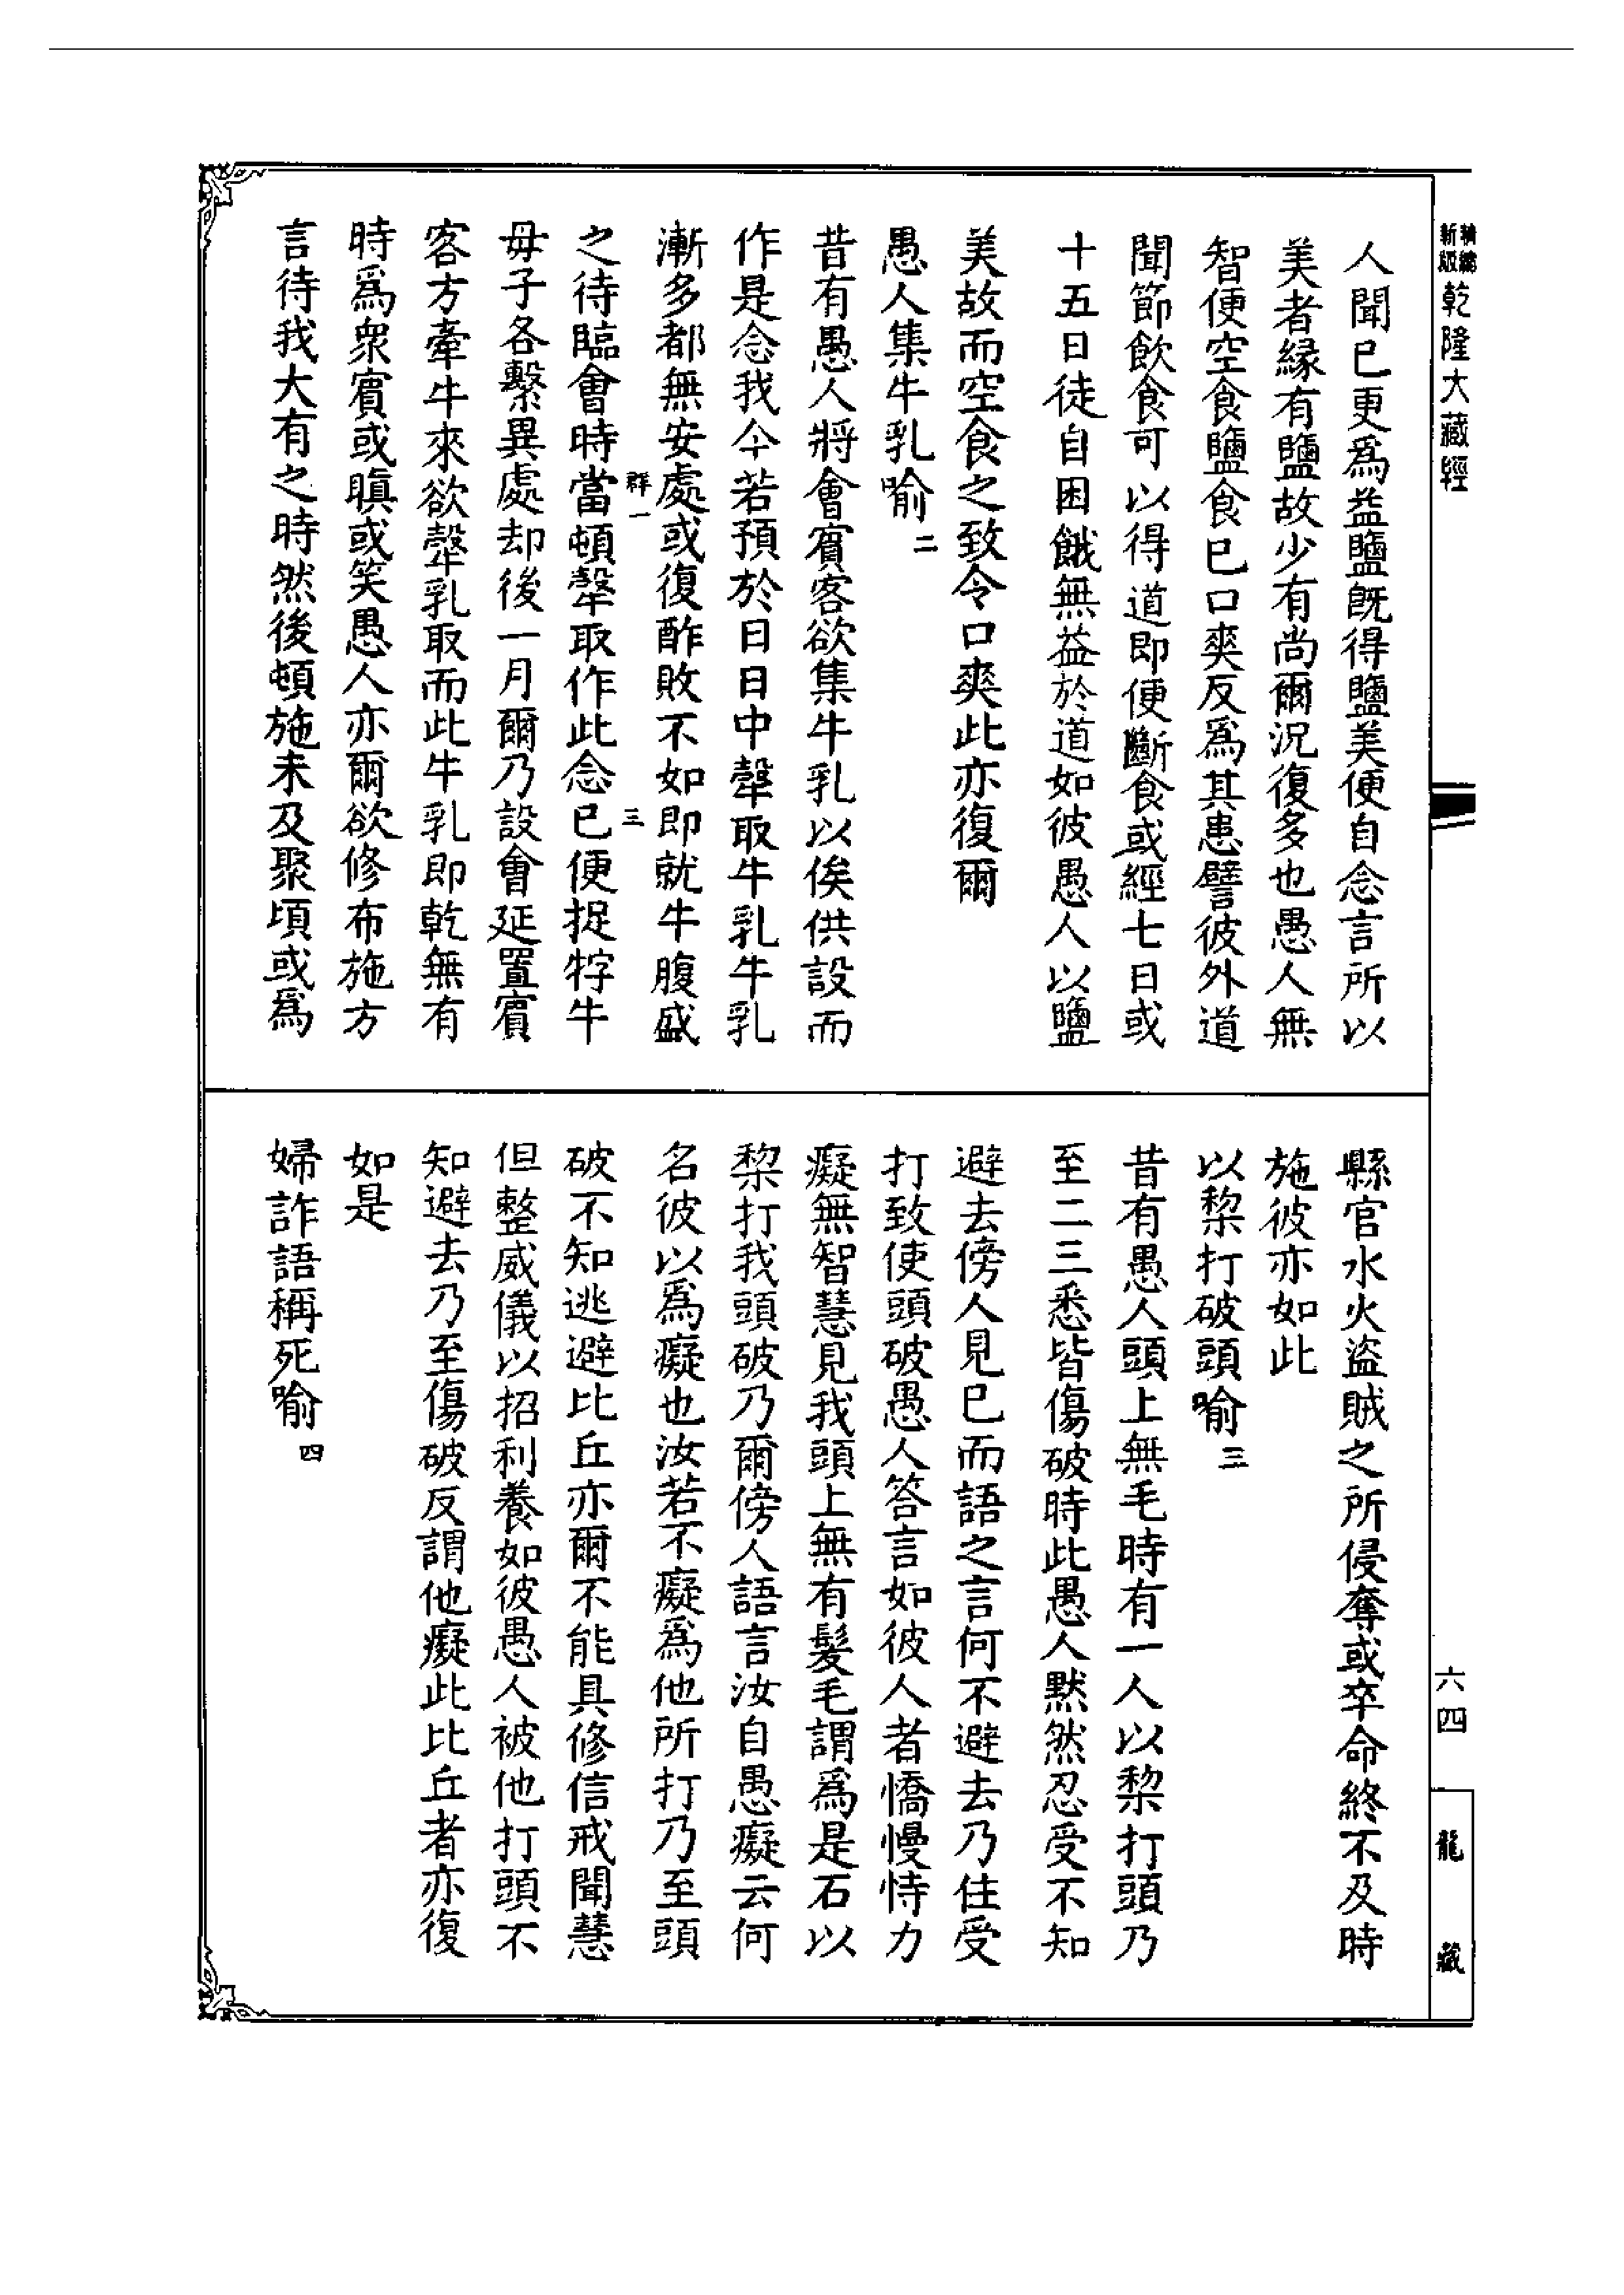 精編
新版
乾隆大藏經
人聞已更爲益鹽既得鹽美便自念言所以
美者緣有鹽故少有尚爾況復多也愚人無
智便空食鹽食已口爽反爲其患譬彼外道
聞節飲食可以得道即便斷食或經七日或
十五日徒自困餓無益於道如彼愚人以鹽
美故而空食之致令口爽此亦復爾
愚人集牛乳喻二
昔有愚人將會賓客欲集牛乳以俟供設而
作是念我今若預於日日中𤛓取牛乳牛乳
漸多都無安處或復酢敗不如即就牛腹盛
群一
三
之待臨會時當頓𤛓取作此念已便捉牸牛
母子各繫異處却後一月爾乃設會延置賓
客方牽牛來欲𤛓乳取而此牛乳即乾無有
時爲衆賓或瞋或笑愚人亦爾欲修布施方
言待我大有之時然後頓施未及聚頃或爲
縣官水火盜賊之所侵奪或卒命終不及時
施彼亦如此
以棃打破頭喻三
昔有愚人頭上無毛時有一人以棃打頭乃
至二三悉皆傷破時此愚人默然忍受不知
避去傍人見已而語之言何不避去乃住受
打致使頭破愚人答言如彼人者憍慢恃力
癡無智慧見我頭上無有髮毛謂爲是石以
棃打我頭破乃爾傍人語言汝自愚癡云何
名彼以爲癡也汝若不癡爲他所打乃至頭
破不知逃避比丘亦爾不能具修信戒聞慧
但整威儀以招利養如彼愚人被他打頭不
知避去乃至傷破反謂他癡此比丘者亦復
如是
婦詐語稱死喻四
六四
龍藏